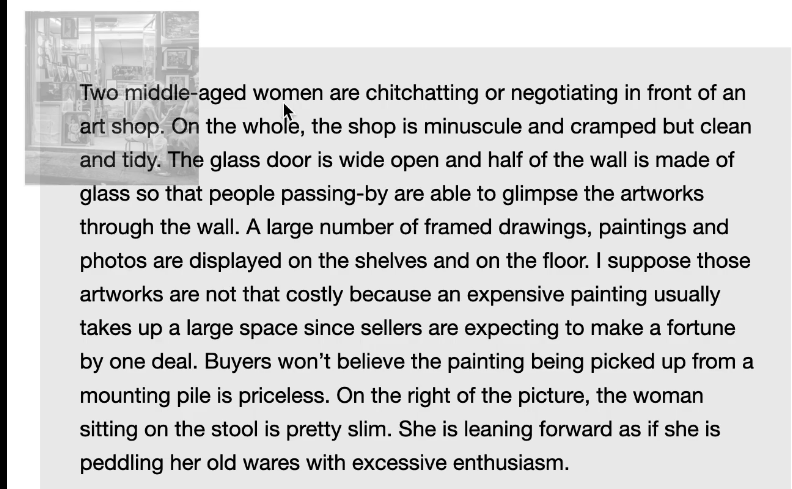 Two middle-aged women are chitchatting or negotiating in front of an
art shop. On the whole, the shop is minuscule and cramped but clean
and tidy. The glass door is wide open and half of the wall is made of
glass so that people passing-by are able to glimpse the artworks
through the wall. A large number of framed drawings, paintings and
photos are displayed on the shelves and on the floor. I suppose those
artworks are not that costly because an expensive painting usually
takes up a large space since sellers are expecting to make a fortune
by one deal. Buyers won’t believe the painting being picked up from a
mounting pile is priceless. On the right of the picture, the woman
sitting on the stool is pretty slim. She is leaning forward as if she is
peddling her old wares with excessive enthusiasm.